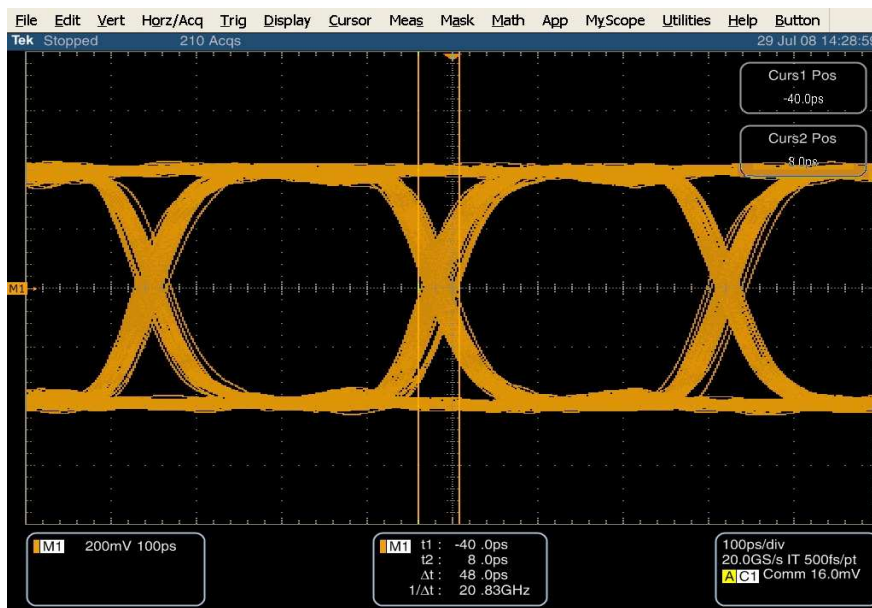 File Edit Vert Horz/Acq Trig Display Cursor Meas Mask Math App MyScope Utilities Help Button
Tek Stopped 210 Acqs 29 Jul 08 14:28:59
Curs1 Pos
-40.0ps
Curs2 Pos
8.0ps
M1
M1 200mV 100ps
M1 t1 : -40 .0ps
t2 : 8 .0ps
Δt : 48 .0ps
1/Δt : 20 .83GHz
100ps/div
20.0GS/s IT 500fs/pt
A C1 Comm 16.0mV